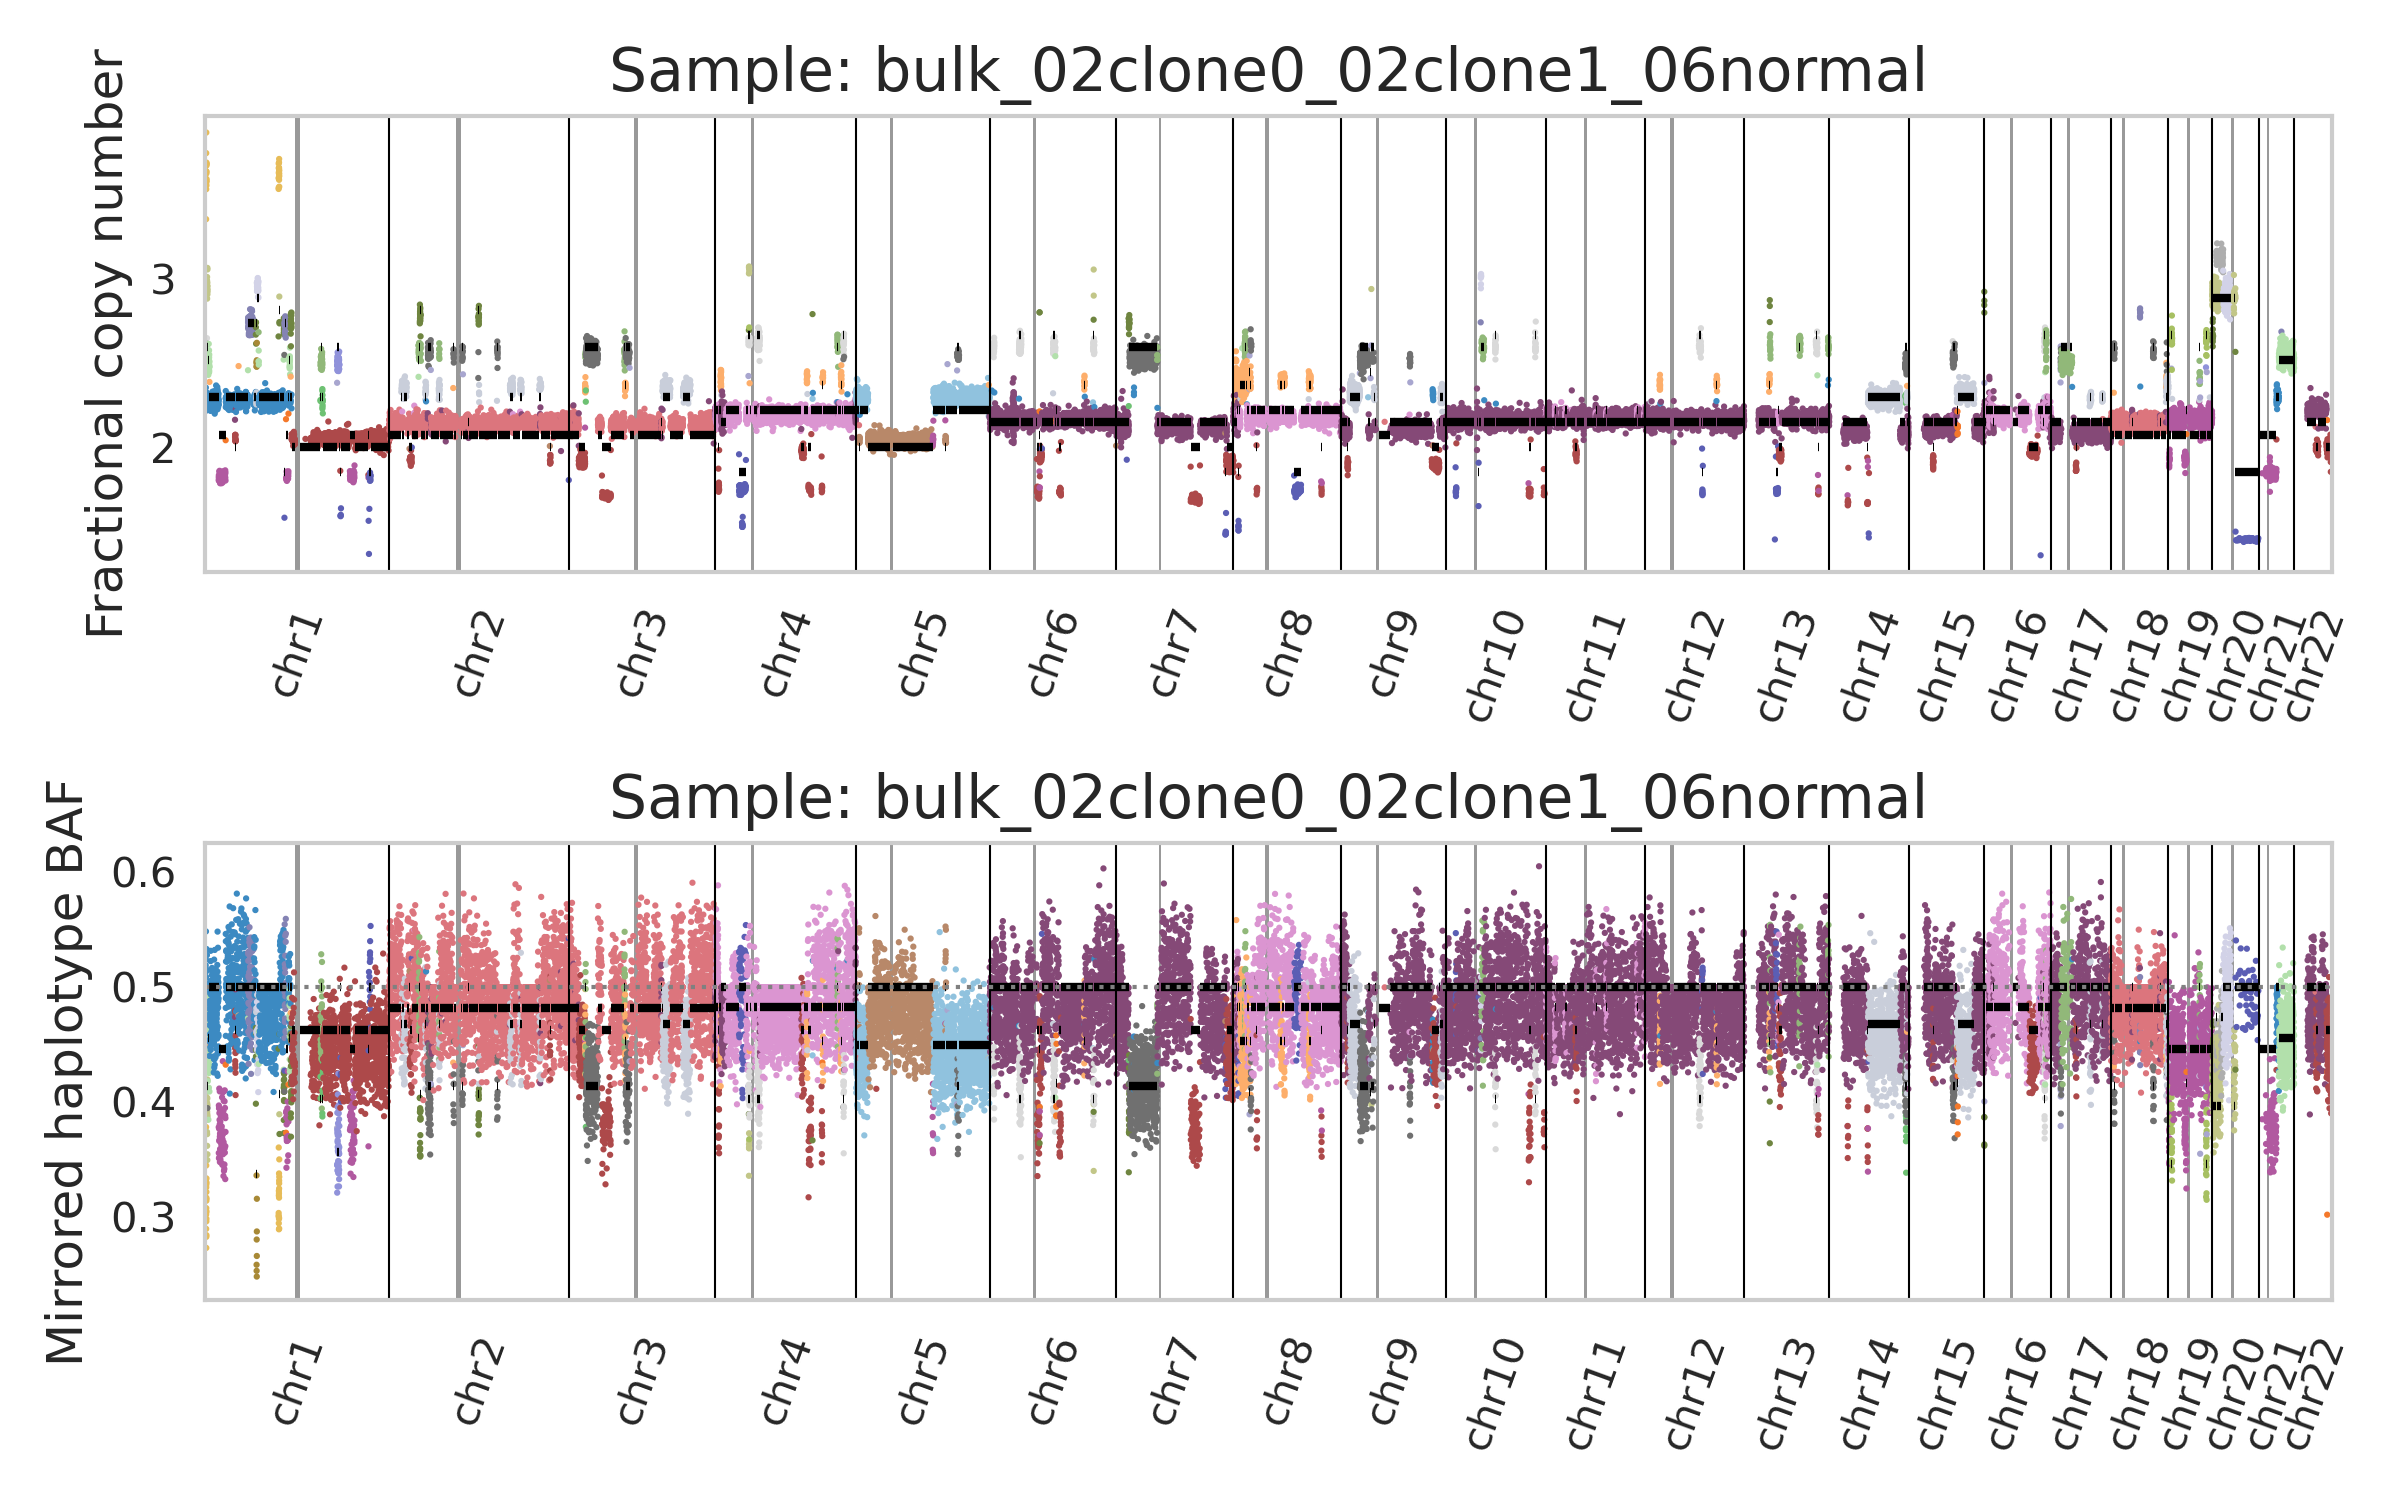 Sample: bulk_02clone0_02clone1_06normal
Fractional copy number
3
2
chr1
chr2
chr3
chr4
chr5
chr6
chr7
chr8
chr9
chr10
chr11
chr12
chr13
chr14
chr15
chr16
chr17
chr18
chr19
chr20
chr21
chr22
Sample: bulk_02clone0_02clone1_06normal
Mirrored haplotype BAF
0.6
0.5
0.4
0.3
chr1
chr2
chr3
chr4
chr5
chr6
chr7
chr8
chr9
chr10
chr11
chr12
chr13
chr14
chr15
chr16
chr17
chr18
chr19
chr20
chr21
chr22